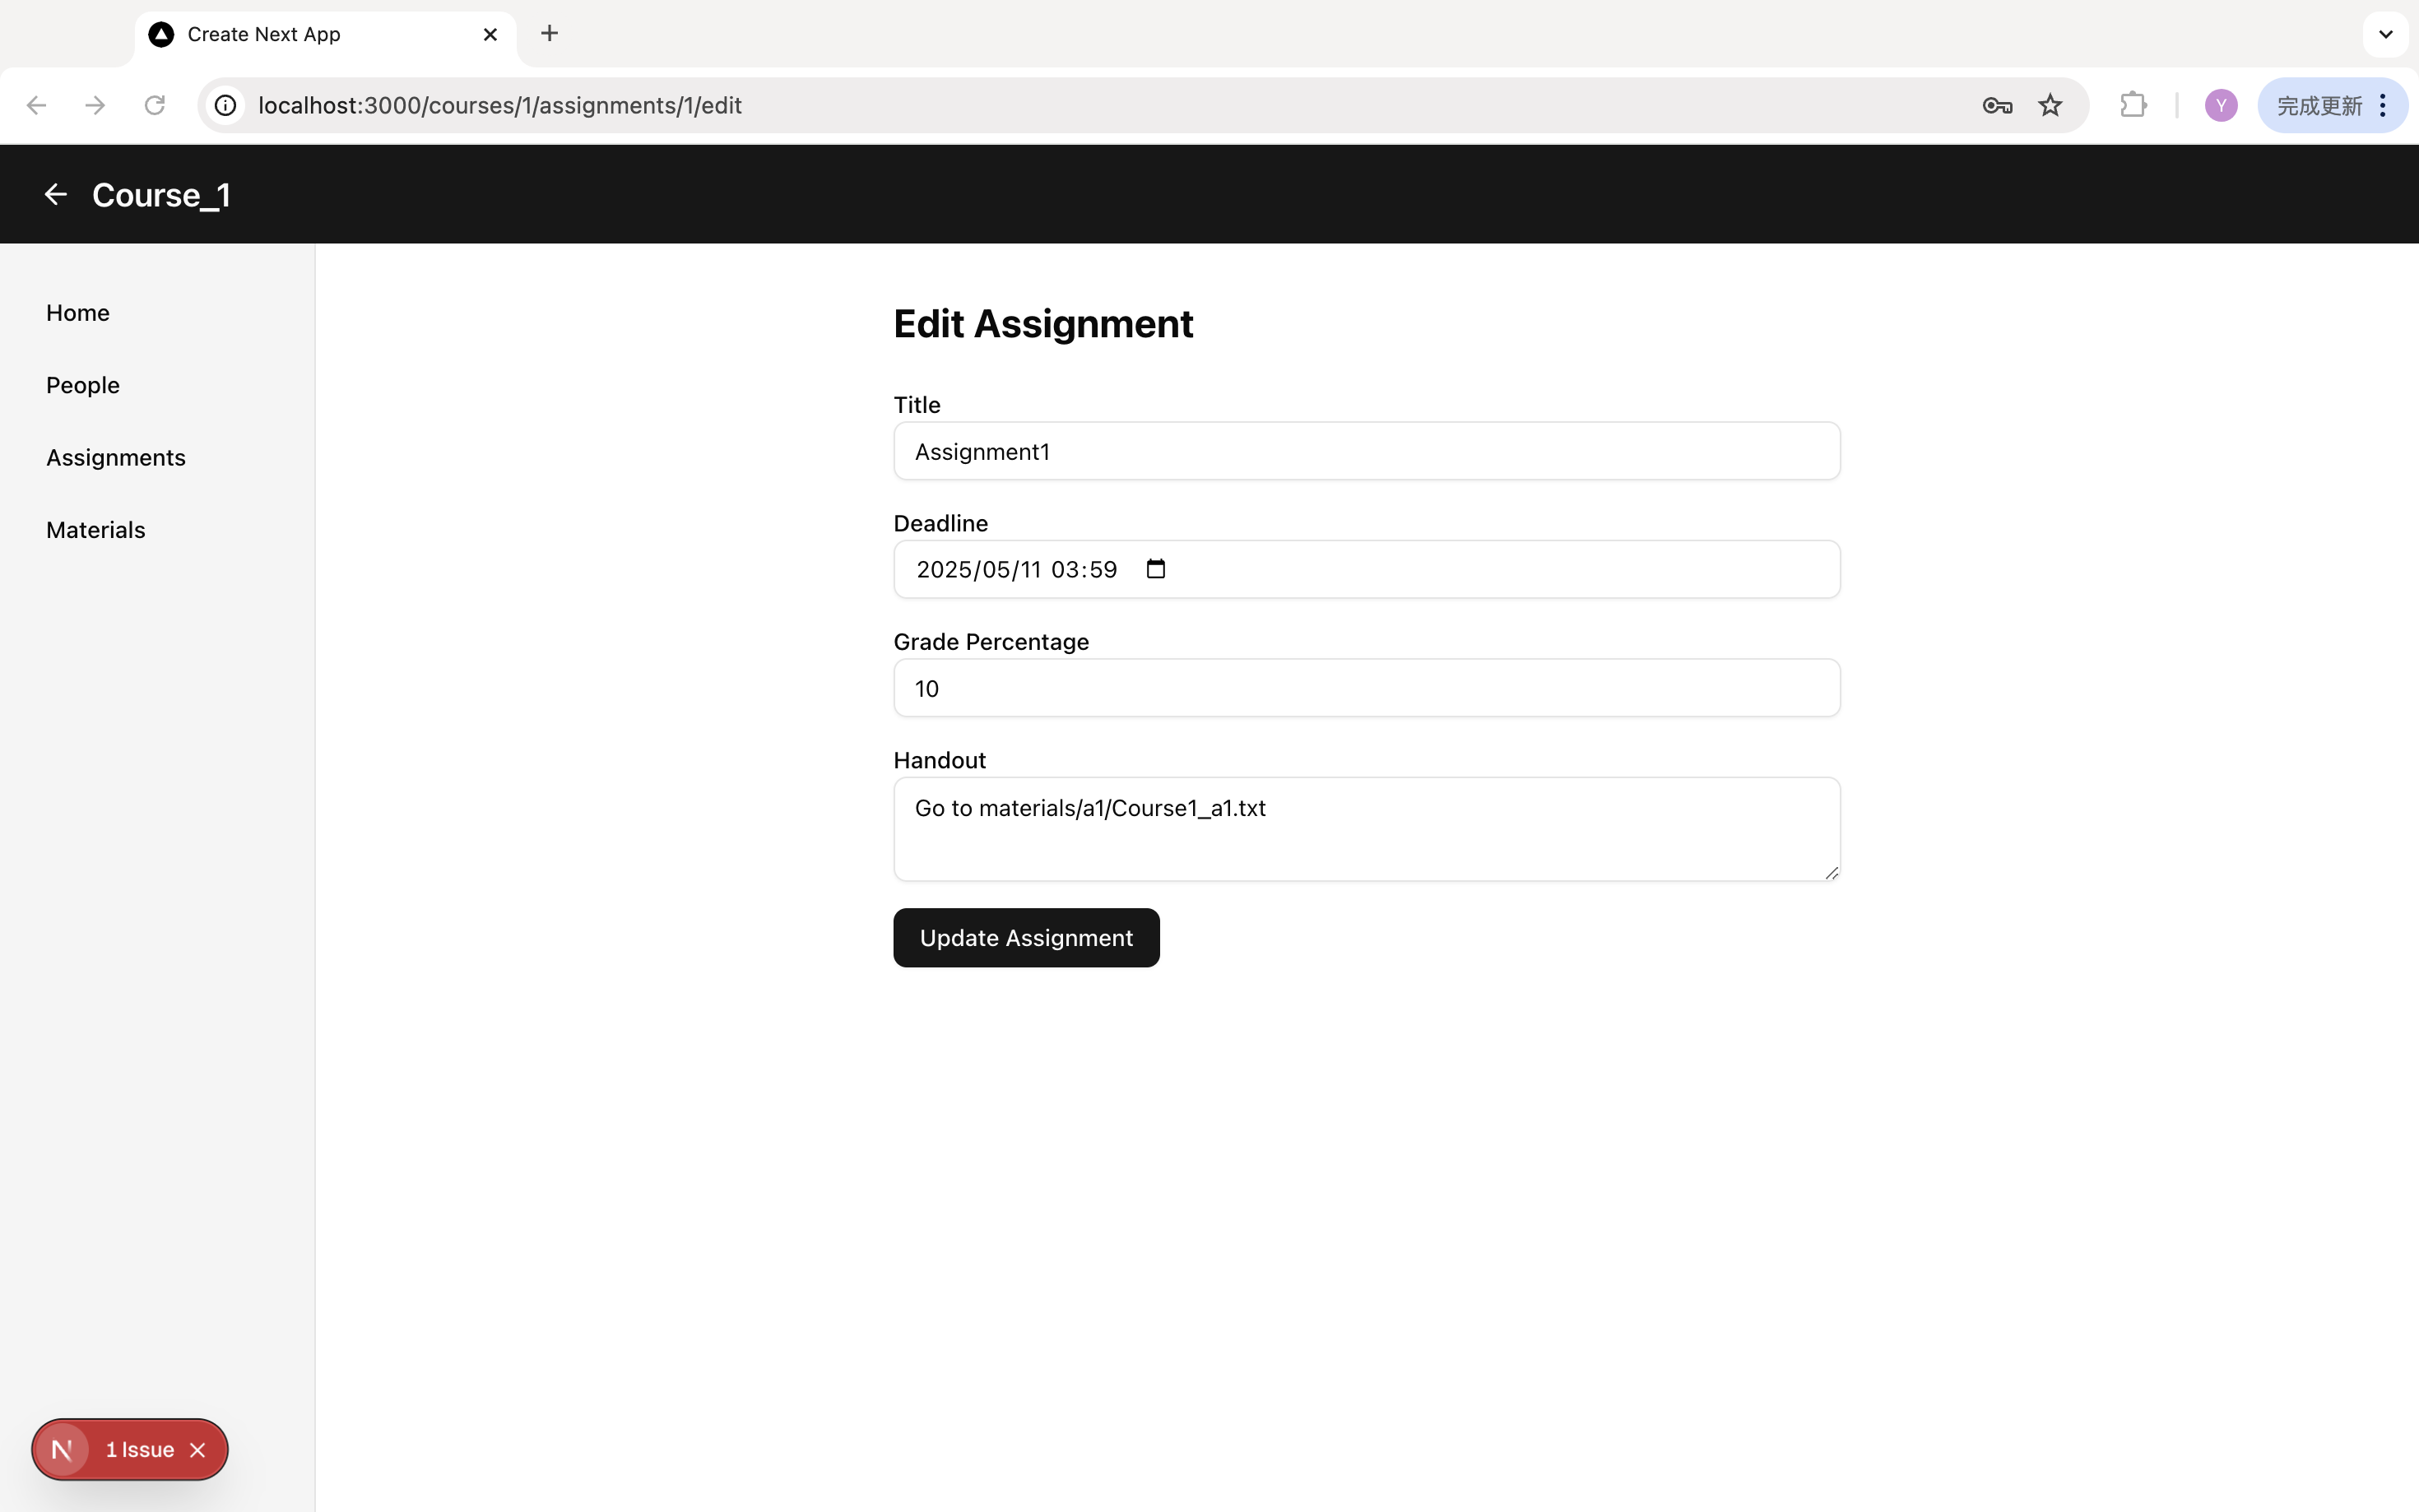 Create Next App
localhost:3000/courses/1/assignments/1/edit
Y
完成更新
Course_1
Home
People
Assignments
Materials
Edit Assignment
Title
Assignment1
Deadline
2025/05/11 03:59
Grade Percentage
10
Handout
Go to materials/a1/Course1_a1.txt
Update Assignment
N
1 Issue